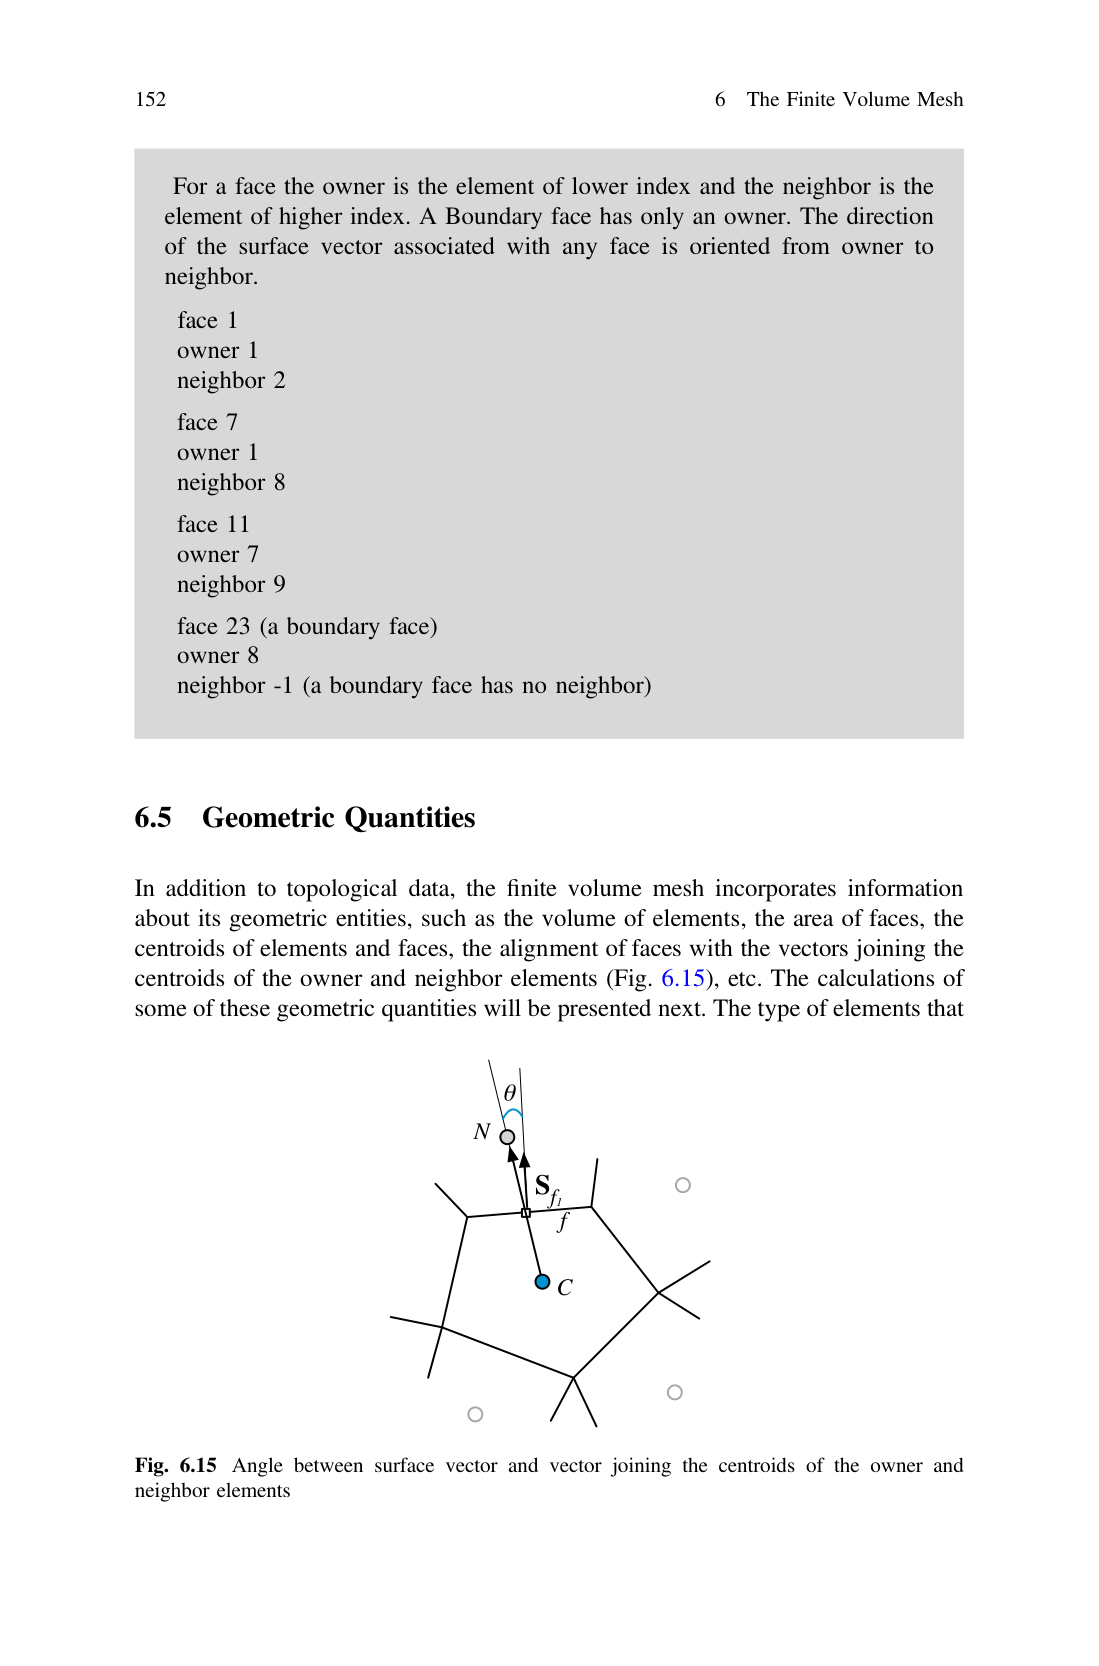 152
6 The Finite Volume Mesh
For a face the owner is the element of lower index and the neighbor is the
element of higher index. A Boundary face has only an owner. The direction
of the surface vector associated with any face is oriented from owner to
neighbor.
face 1
owner 1
neighbor 2
face 7
owner 1
neighbor 8
face 11
owner 7
neighbor 9
face 23 (a boundary face)
owner 8
neighbor -1 (a boundary face has no neighbor)
6.5 Geometric Quantities
In addition to topological data, the finite volume mesh incorporates information
about its geometric entities, such as the volume of elements, the area of faces, the
centroids of elements and faces, the alignment of faces with the vectors joining the
centroids of the owner and neighbor elements (Fig. 6.15), etc. The calculations of
some of these geometric quantities will be presented next. The type of elements that
θ
N
S_{f_1}
f
C
Fig. 6.15 Angle between surface vector and vector joining the centroids of the owner and
neighbor elements